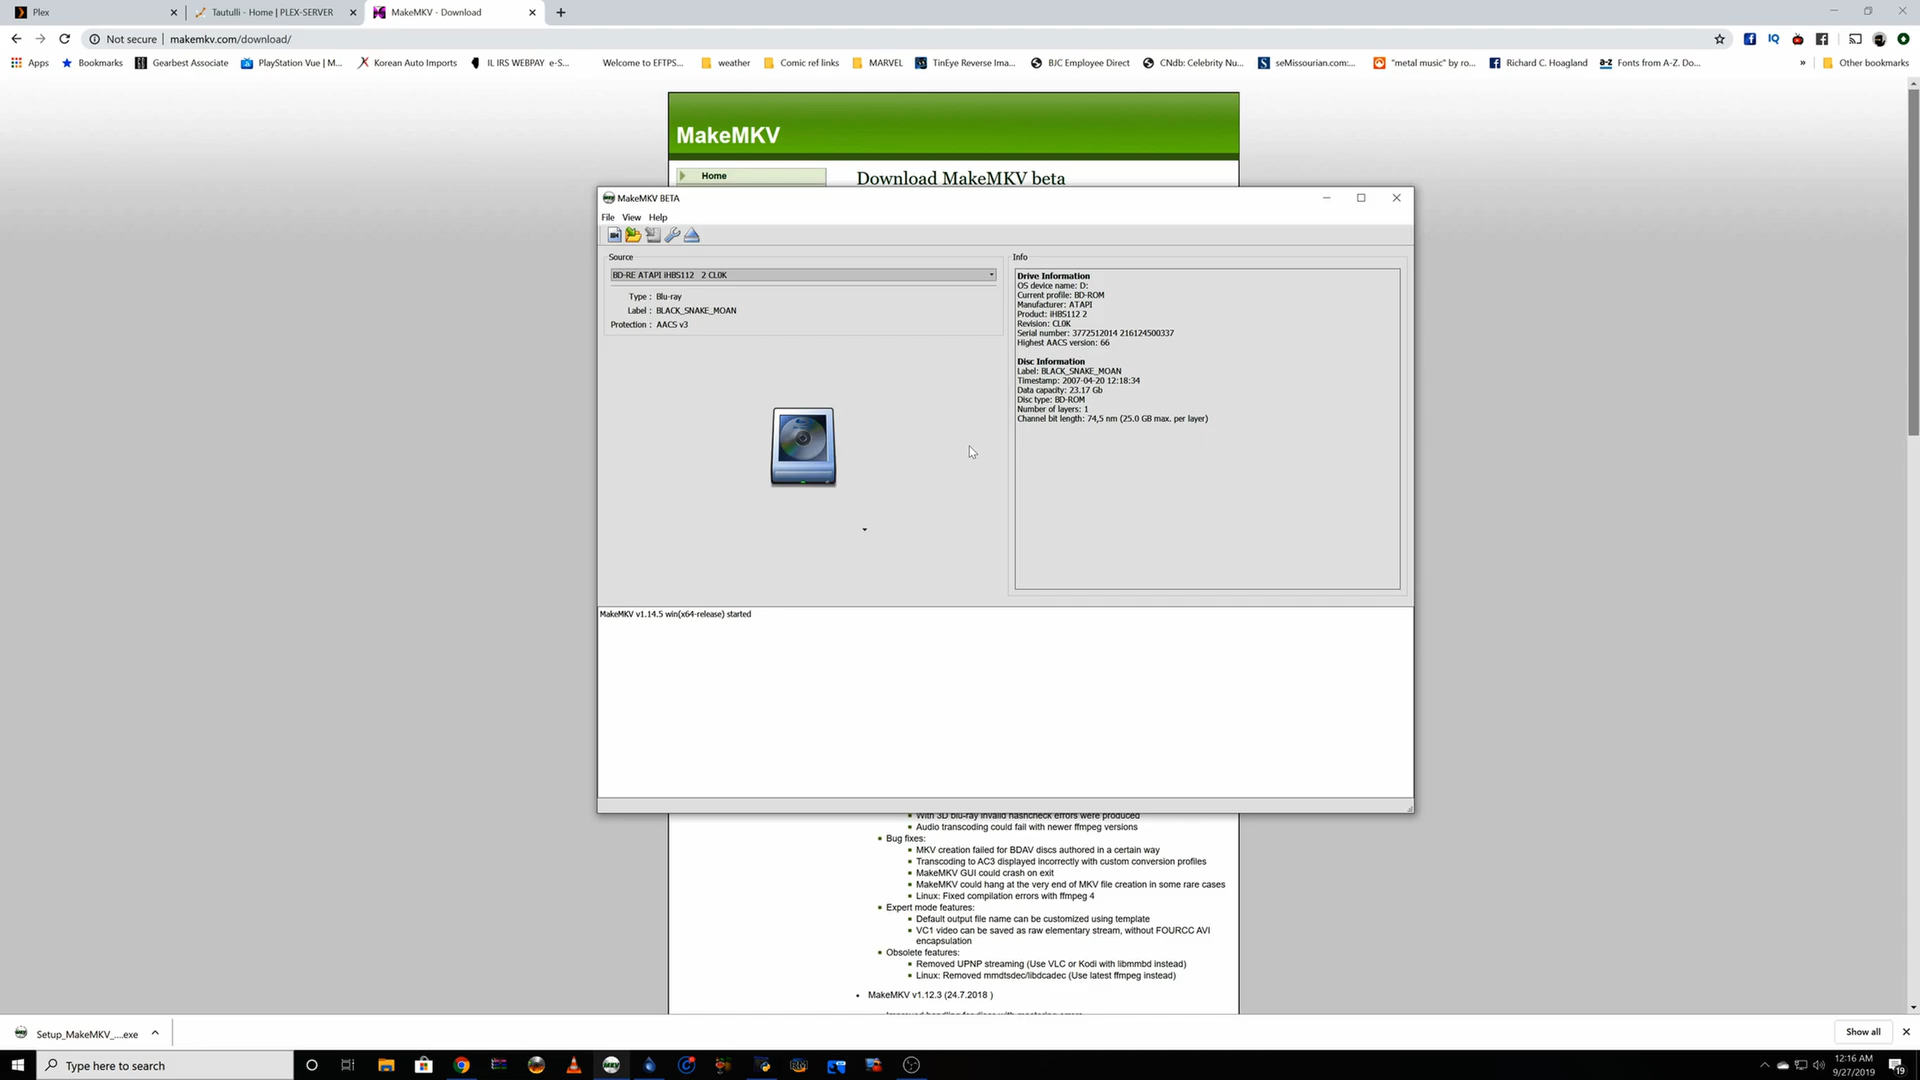 Plex
Tautulli - Home | PLEX-SERVER
MakeMKV - Download
Not secure | makemkv.com/download/
Apps
Bookmarks
Gearbest Associate
PlayStation Vue | M...
Korean Auto Imports
IL IRS WEBPAY e-S...
Welcome to EFTPS...
weather
Comic ref links
MARVEL
TinEye Reverse Ima...
BJC Employee Direct
CNdb: Celebrity Nu...
seMissourian.com:...
"metal music" by ro...
Richard C. Hoagland
Fonts from A-Z. Do...
»
Other bookmarks
MakeMKV
Home
Download MakeMKV beta
MakeMKV BETA
File View Help
Source
BD-RE ATAPI iHBS112 2 CL0K
Type : Blu-ray
Label : BLACK_SNAKE_MOAN
Protection : AACS v3
Info
Drive Information
OS device name: D:
Current profile: BD-ROM
Manufacturer: ATAPI
Product: iHBS112 2
Revision: CL0K
Serial number: 3772512014 216124500337
Highest AACS version: 66
Disc Information
Label: BLACK_SNAKE_MOAN
Timestamp: 2007-04-20 12:18:34
Data capacity: 23.17 Gb
Disc type: BD-ROM
Number of layers: 1
Channel bit length: 74,5 nm (25.0 GB max. per layer)
MakeMKV v1.14.5 win(x64-release) started
With 3D blu-ray invalid hashcheck errors were produced
Audio transcoding could fail with newer ffmpeg versions
Bug fixes:
MKV creation failed for BDAV discs authored in a certain way
Transcoding to AC3 displayed incorrectly with custom conversion profiles
MakeMKV GUI could crash on exit
MakeMKV could hang at the very end of MKV file creation in some rare cases
Linux: Fixed compilation errors with ffmpeg 4
Expert mode features:
Default output file name can be customized using template
VC1 video can be saved as raw elementary stream, without FOURCC AVI
encapsulation
Obsolete features:
Removed UPNP streaming (Use VLC or Kodi with libmmbd instead)
Linux: Removed mmdtsdec/libdcadec (Use latest ffmpeg instead)
MakeMKV v1.12.3 (24.7.2018 )
Setup_MakeMKV_....exe
Show all
Type here to search
12:16 AM
9/27/2019
19